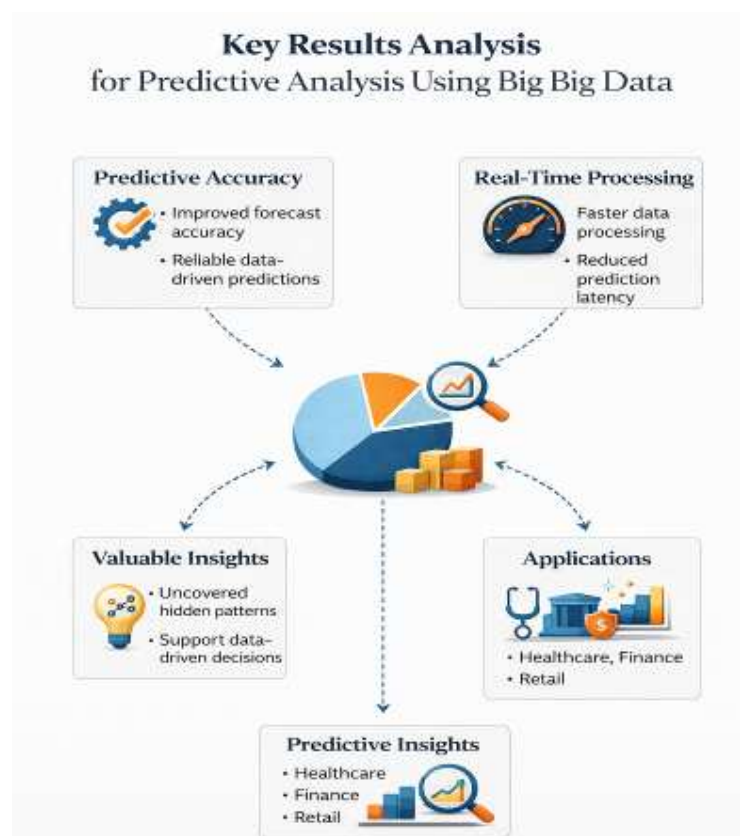 Key Results Analysis
for Predictive Analysis Using Big Big Data
Predictive Accuracy
• Improved forecast
accuracy
• Reliable data-
driven predictions
Real-Time Processing
Faster data
processing
• Reduced
prediction
latency
Valuable Insights
• Uncovered
hidden patterns
• Support data-
driven decisions
Applications
$
• Healthcare, Finance
• Retail
Predictive Insights
• Healthcare
• Finance
• Retail